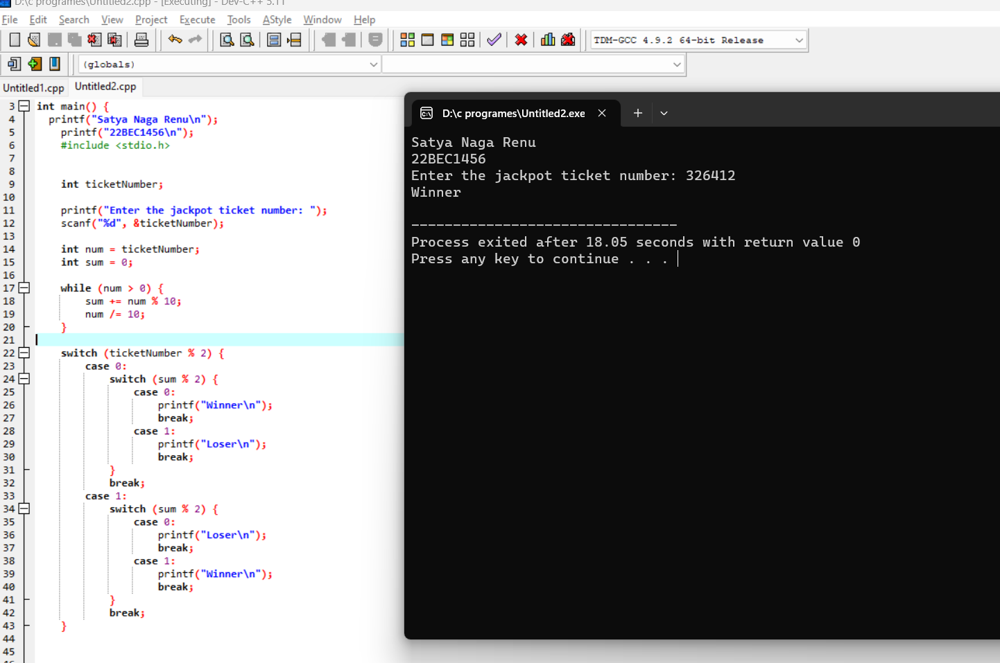 D:\c programes\Untitled2.cpp - [Executing] - Dev-C++ 5.11
File Edit Search View Project Execute Tools AStyle Window Help
TDM-GCC 4.9.2 64-bit Release
(globals)
Untitled1.cpp Untitled2.cpp
3 int main() {
4 printf("Satya Naga Renu\n");
5 printf("22BEC1456\n");
6 #include <stdio.h>
7
8
9 int ticketNumber;
10
11 printf("Enter the jackpot ticket number: ");
12 scanf("%d", &ticketNumber);
13
14 int num = ticketNumber;
15 int sum = 0;
16
17 while (num > 0) {
18 sum += num % 10;
19 num /= 10;
20 }
21
22 switch (ticketNumber % 2) {
23 case 0:
24 switch (sum % 2) {
25 case 0:
26 printf("Winner\n");
27 break;
28 case 1:
29 printf("Loser\n");
30 break;
31 }
32 break;
33 case 1:
34 switch (sum % 2) {
35 case 0:
36 printf("Loser\n");
37 break;
38 case 1:
39 printf("Winner\n");
40 break;
41 }
42 break;
43 }
44
45
D:\c programes\Untitled2.exe
Satya Naga Renu
22BEC1456
Enter the jackpot ticket number: 326412
Winner
--------------------------------
Process exited after 18.05 seconds with return value 0
Press any key to continue . . .